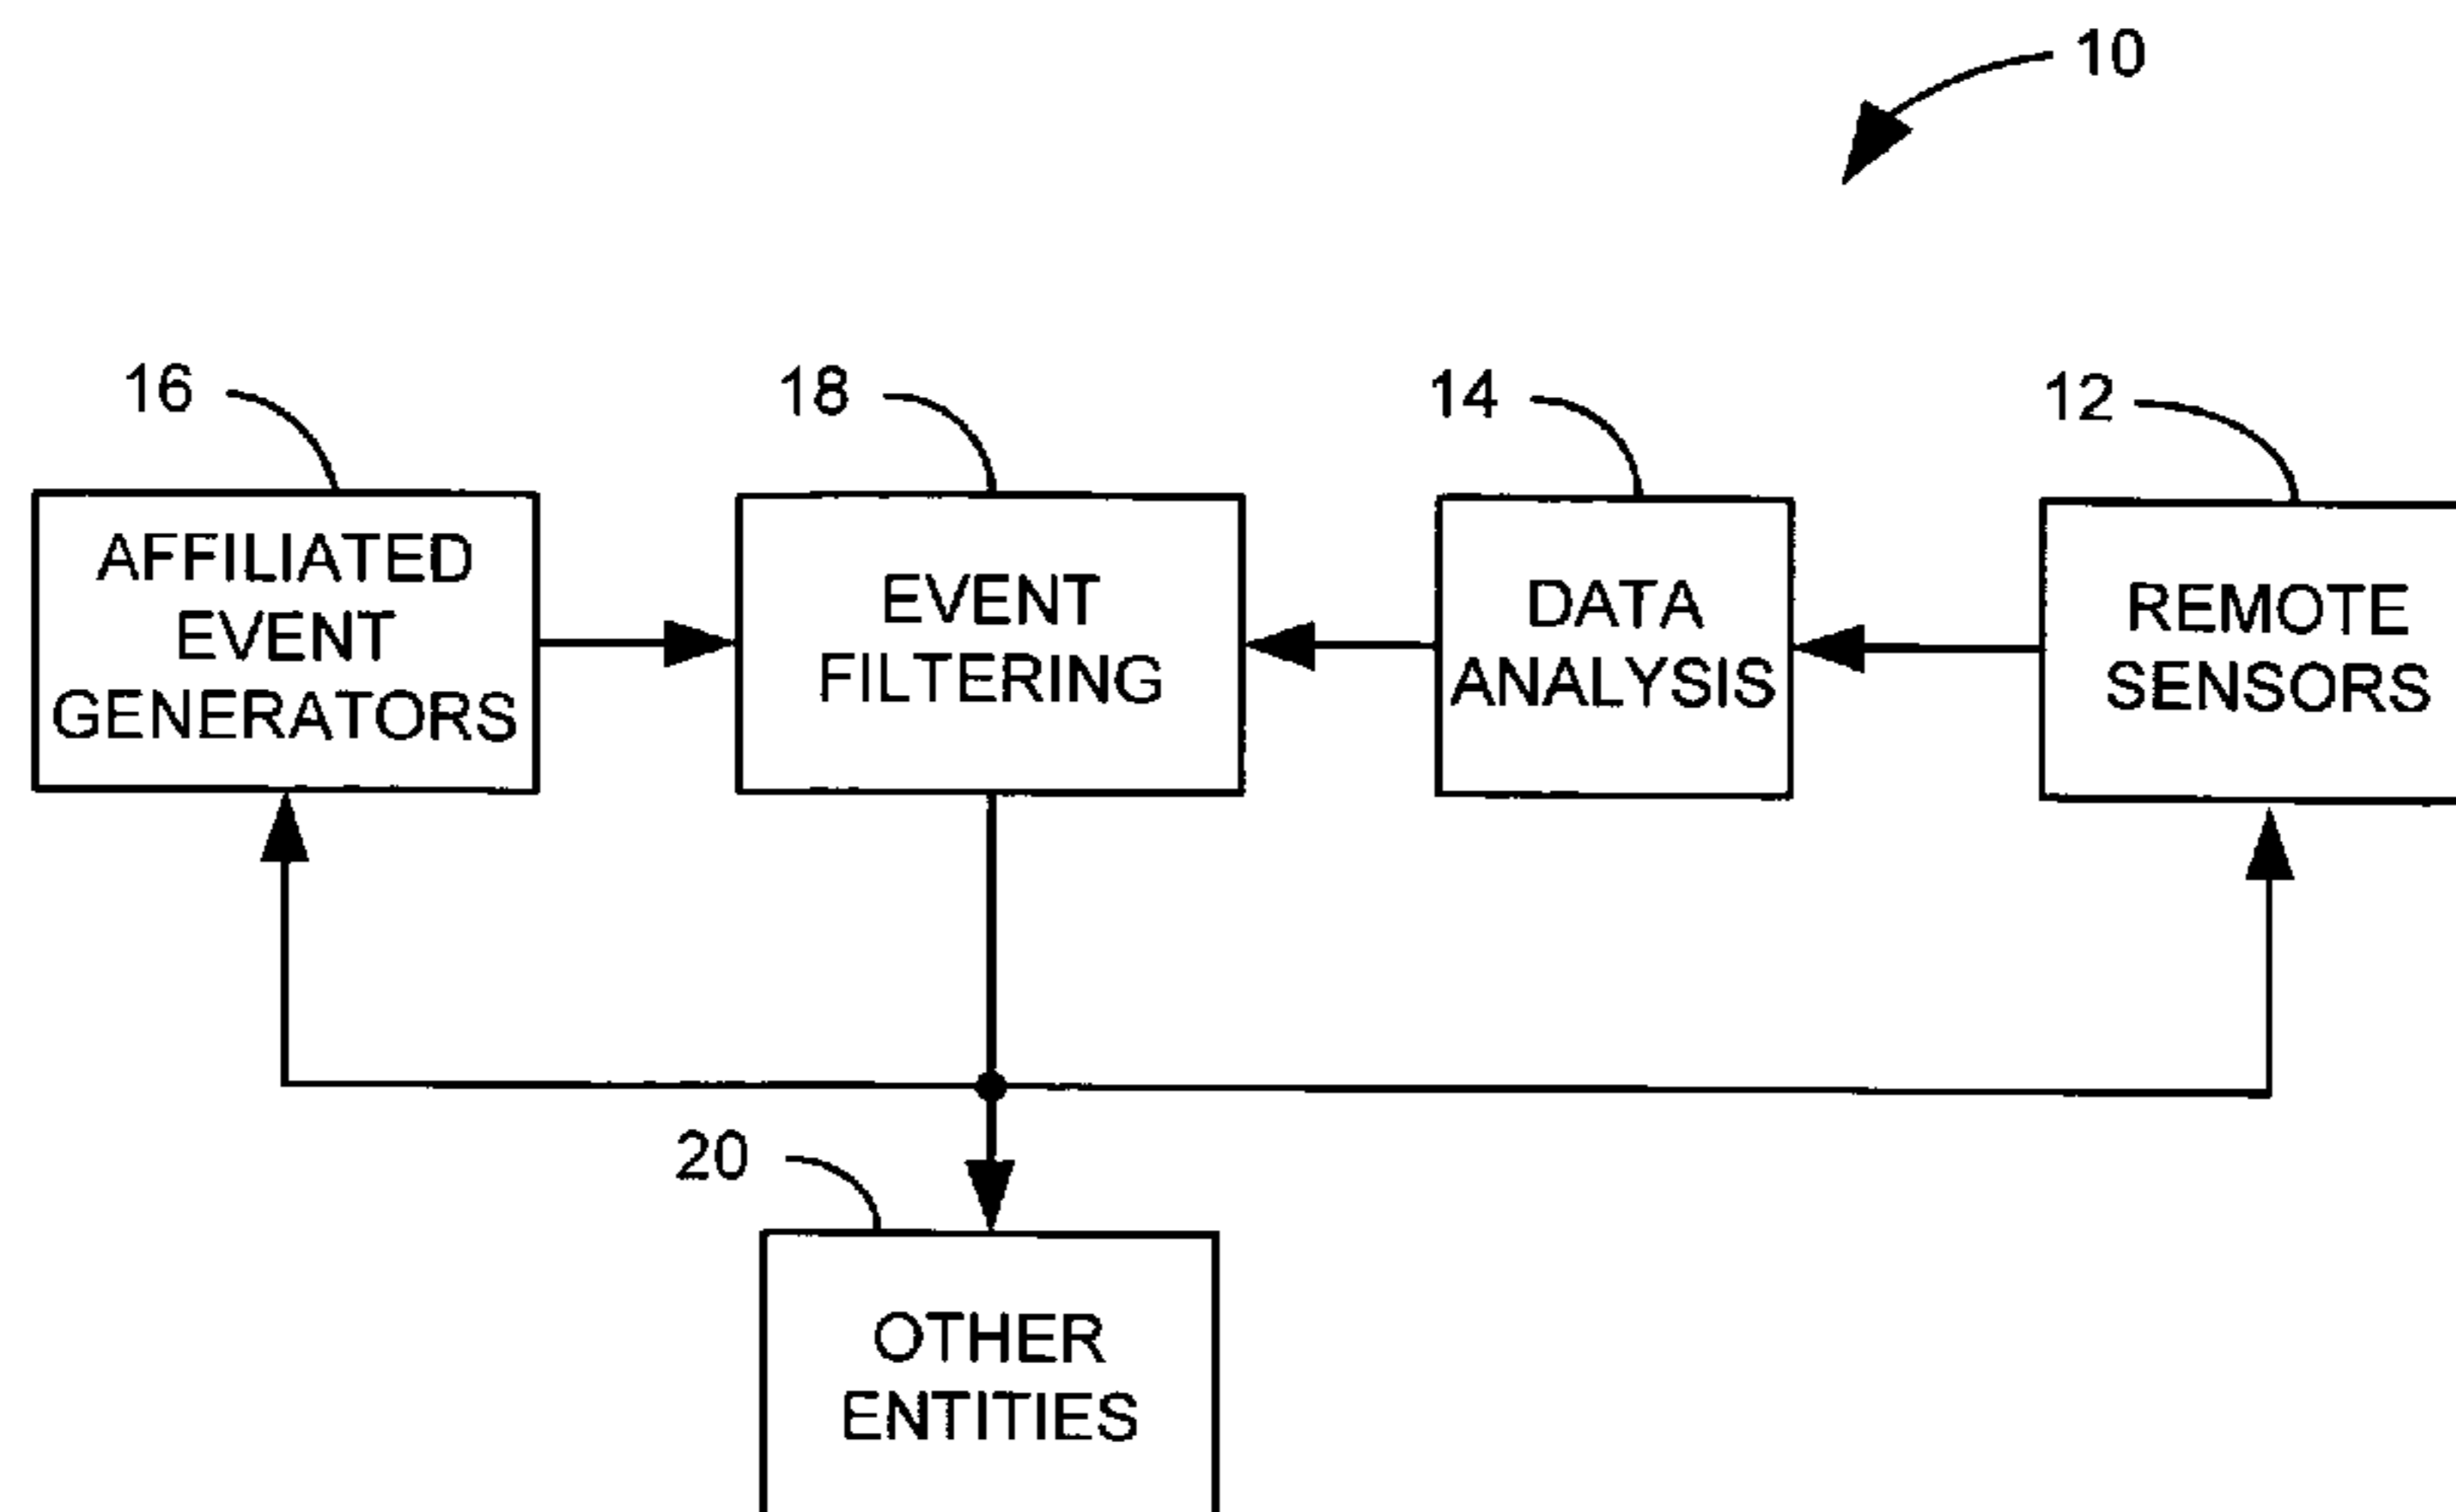 10
16
18
14
12
AFFILIATED
EVENT
GENERATORS
EVENT
FILTERING
DATA
ANALYSIS
REMOTE
SENSORS
20
OTHER
ENTITIES